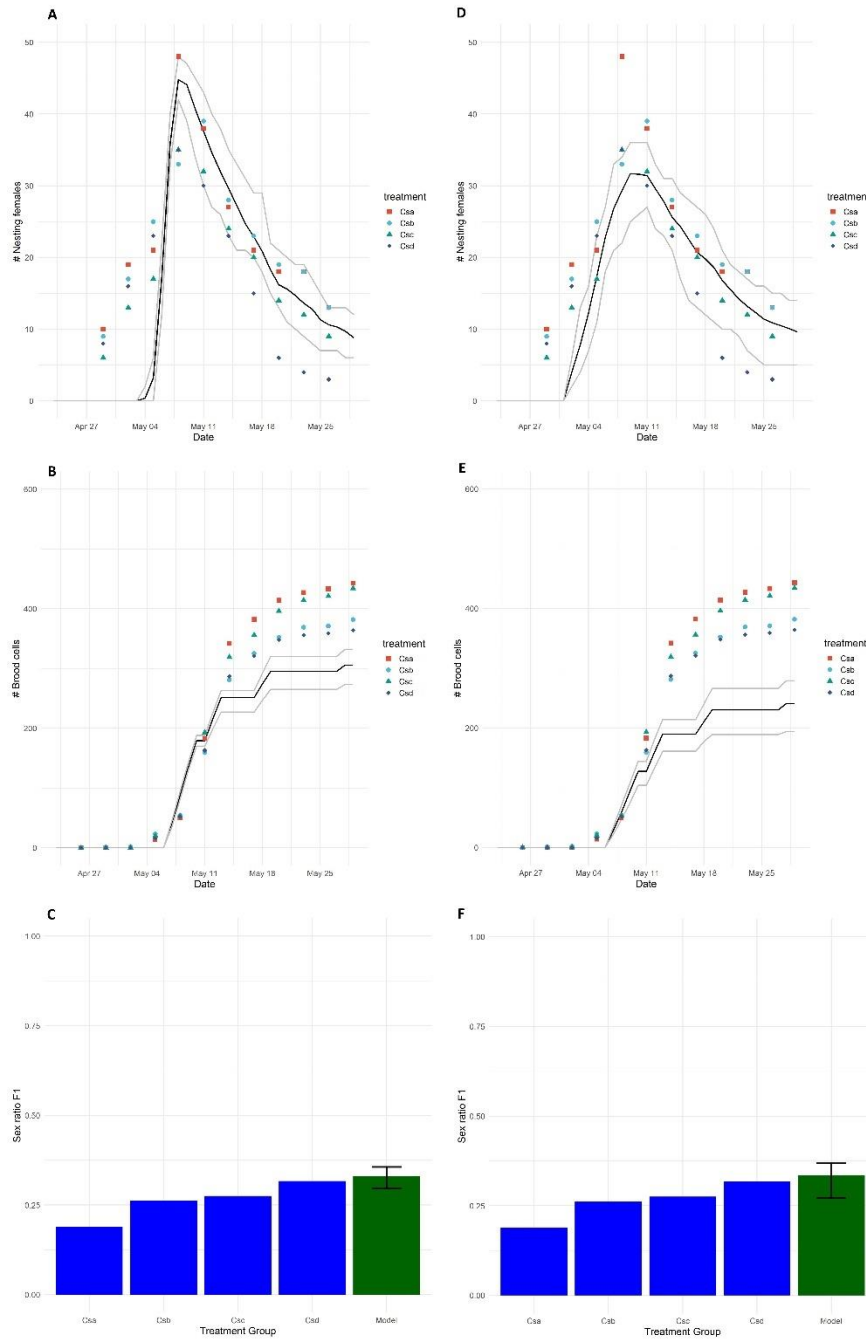 A
50
40
30
20
10
0
# Nesting females
Apr 27
May 04
May 11
May 18
May 25
Date
treatment
Csa
Csb
Csc
Csd
D
50
40
30
20
10
0
# Nesting females
Apr 27
May 04
May 11
May 18
May 25
Date
treatment
Csa
Csb
Csc
Csd
B
600
400
200
0
# Brood cells
Apr 27
May 04
May 11
May 18
May 25
Date
treatment
Csa
Csb
Csc
Csd
E
600
400
200
0
# Brood cells
Apr 27
May 04
May 11
May 18
May 25
Date
treatment
Csa
Csb
Csc
Csd
C
1.00
0.75
0.50
0.25
0.00
Sex ratio F1
Csa
Csb
Csc
Csd
Model
Treatment Group
F
1.00
0.75
0.50
0.25
0.00
Sex ratio F1
Csa
Csb
Csc
Csd
Model
Treatment Group